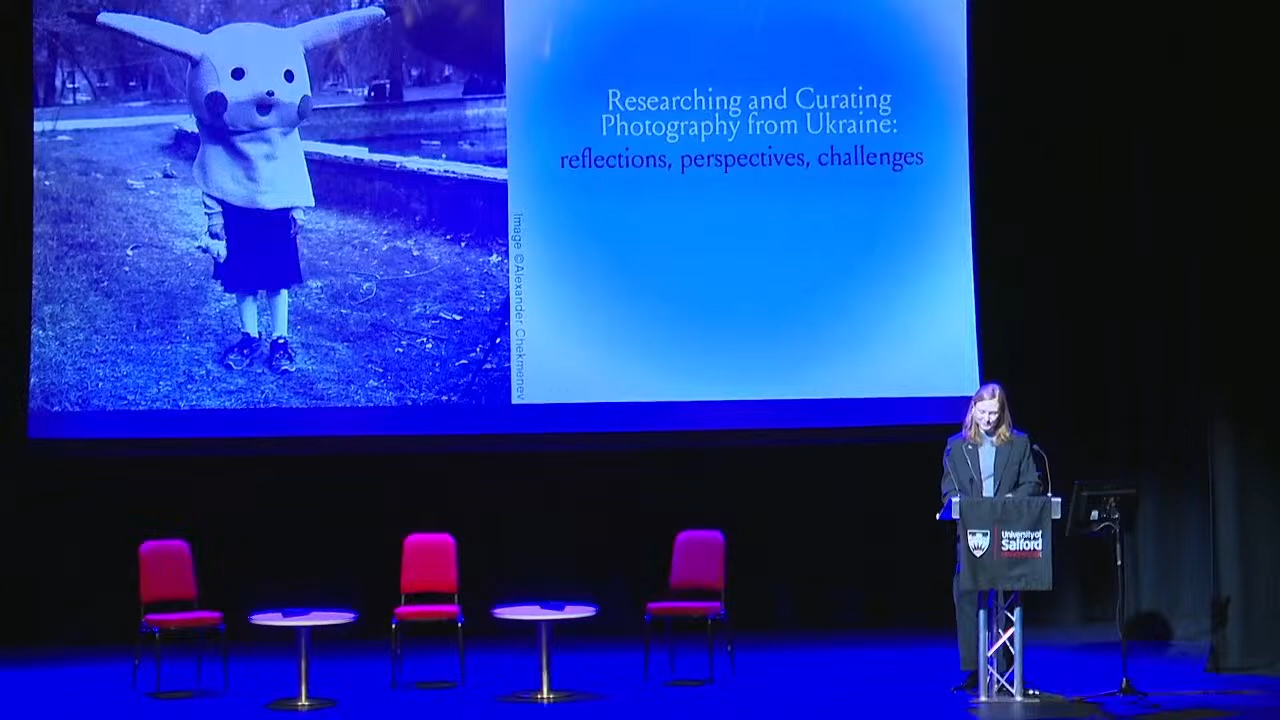 Researching and Curating
Photography from Ukraine:
reflections, perspectives, challenges
Image ©Alexander Chekmenev
University of
Salford